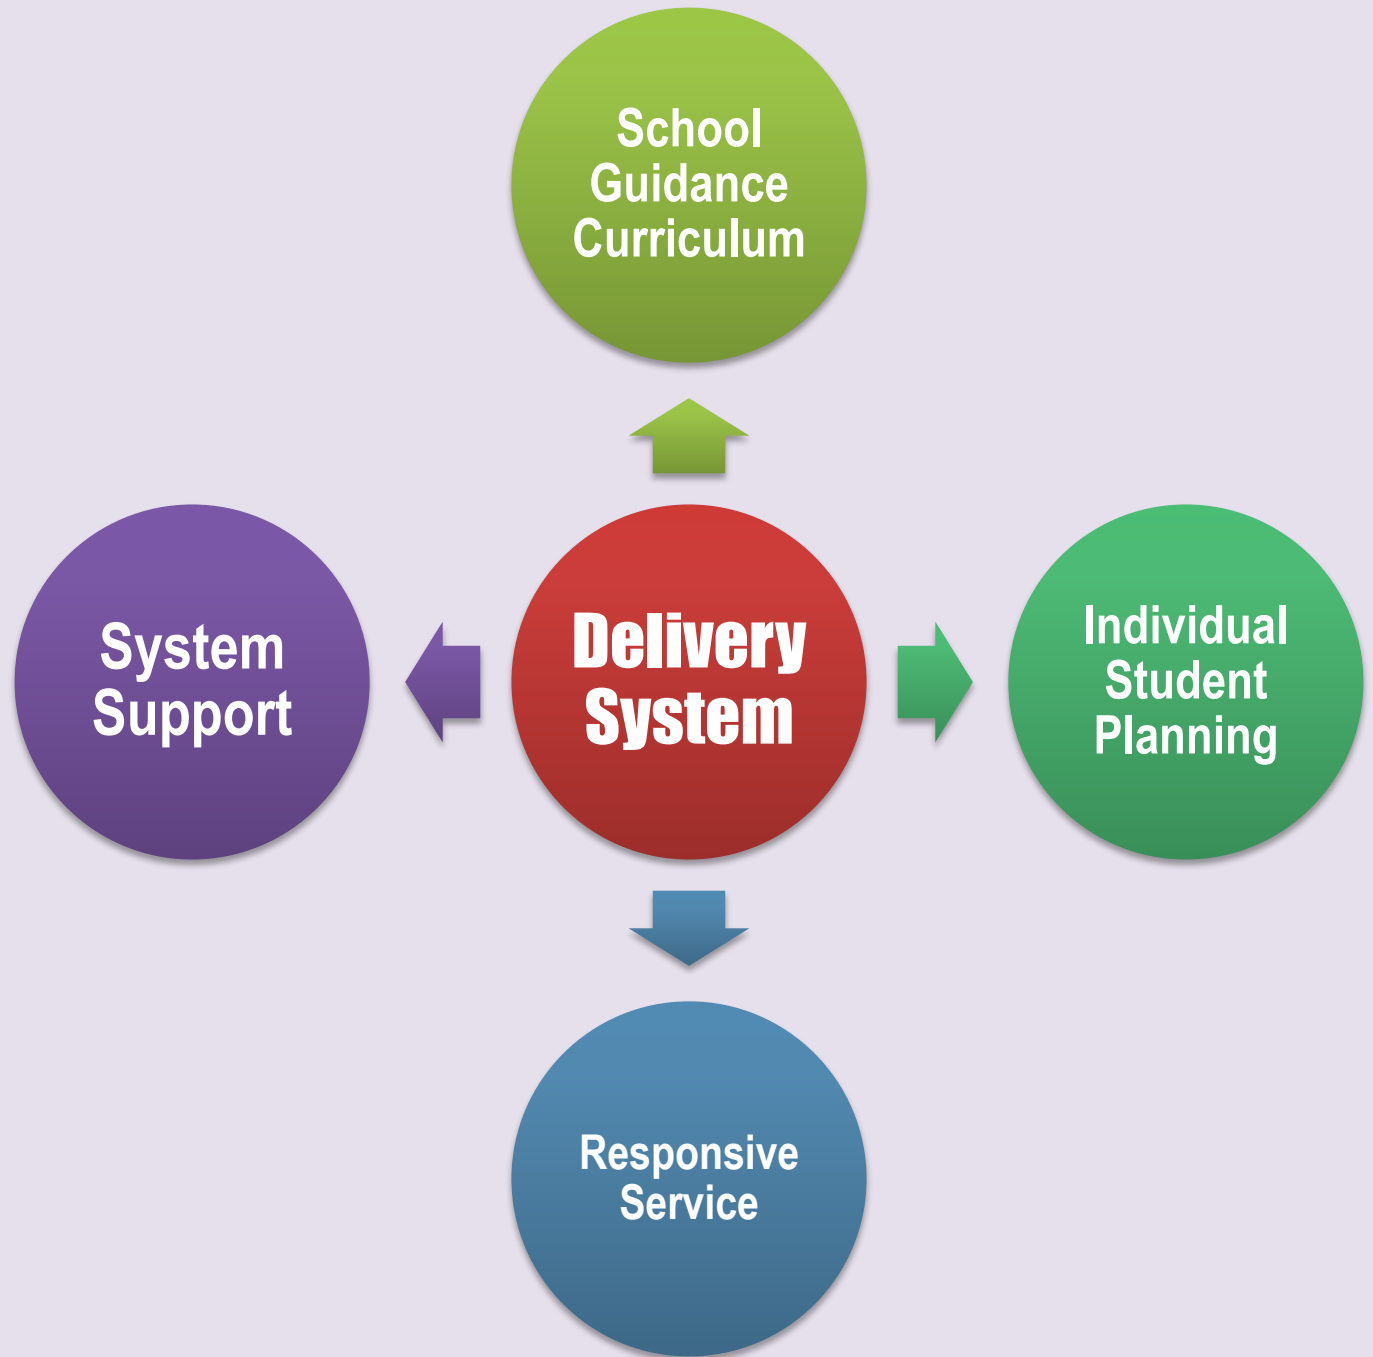 School
Guidance
Curriculum
System
Support
Delivery
System
Individual
Student
Planning
Responsive
Service